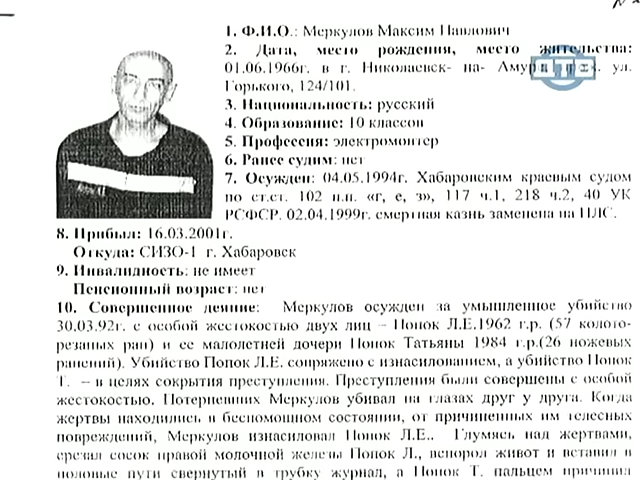 1. Ф.И.О.: Меркулов Максим Павлович
2. Дата, место рождения, место жительства:
01.06.1966г. в г. Николаевск- на- ул.
Горького, 124/101.
3. Национальность: русский
4. Образование: 10 классов
5. Профессия: электромонтер
6. Ранее судим: нет
7. Осужден: 04.05.1994г. Хабаровским краевым судом
по ст.ст. 102 п.п. «г, е, з», 117 ч.1, 218 ч.2, 40 УК
РСФСР. 02.04.1999г. смертная казнь заменена на ПЛС.
8. Прибыл: 16.03.2001г.
Откуда: СИЗО-1 г. Хабаровск
9. Инвалидность: не имеет
Пенсионный возраст: нет
10. Совершенное деяние: Меркулов осужден за умышленное убийство
30.03.92г. с особой жестокостью двух лиц – Попок Л.Е.1962 г.р. (57 колото-
резаных ран) и ее малолетней дочери Попок Татьяны 1984 г.р.(26 ножевых
ранений). Убийство Попок Л.Е. сопряжено с изнасилованием, а убийство Попок
Т. – в целях сокрытия преступления. Преступления были совершены с особой
жестокостью. Потерпевших Меркулов убивал на глазах друг у друга. Когда
жертвы находились в беспомощном состоянии, от причиненных им телесных
повреждений, Меркулов изнасиловал Попок Л.Е.. Глумясь над жертвами,
срезал сосок правой молочной железы Попок Л., вспорол живот и вставил в
половые пути свернутый в трубку журнал, а Попок Т. пальцем причинил